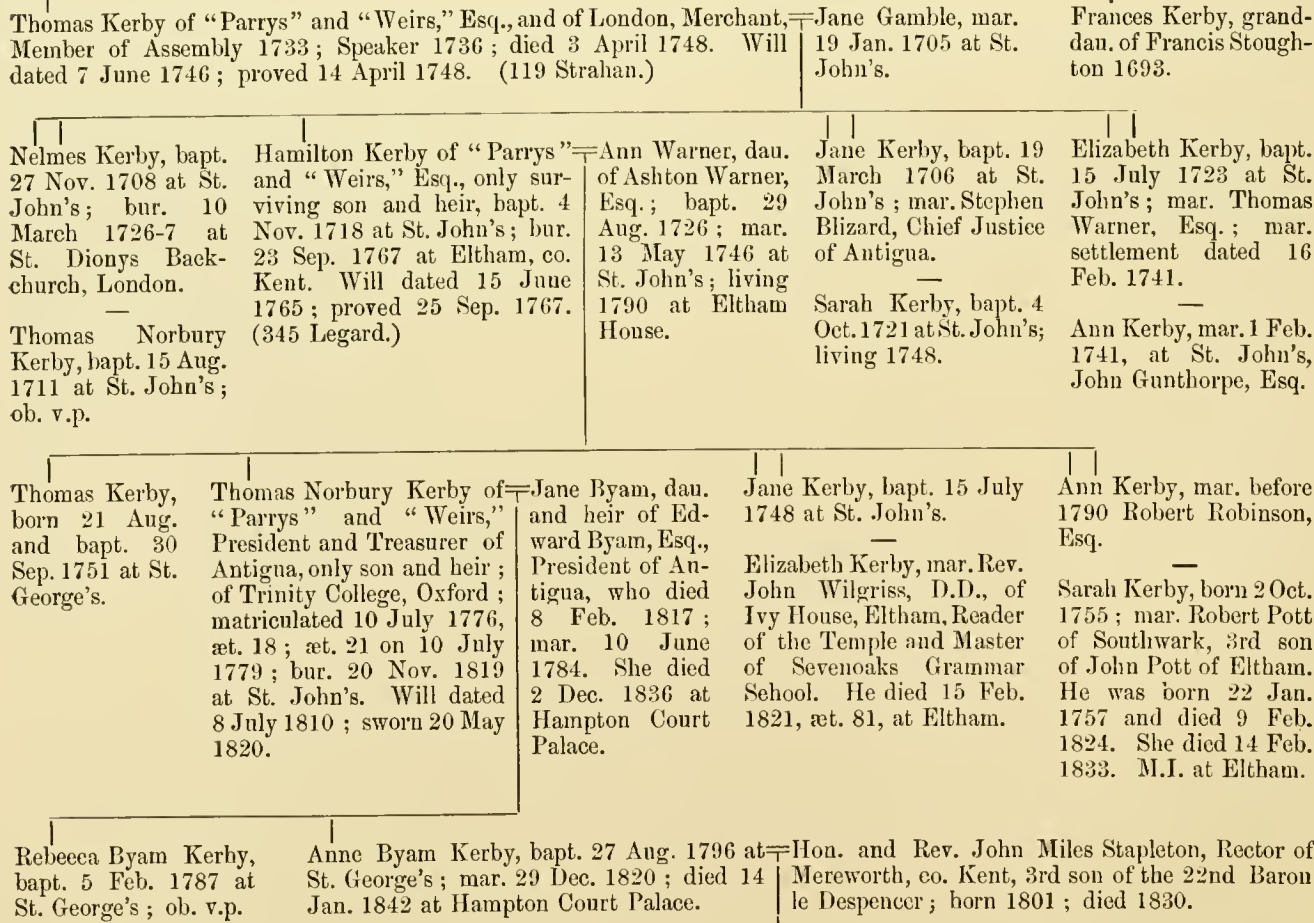 Thomas Kerby of "Parrys" and "Weirs," Esq., and of London, Merchant,
Member of Assembly 1733; Speaker 1736; died 3 April 1748. Will
dated 7 June 1746; proved 14 April 1748. (119 Strahan.)
Jane Gamble, mar.
19 Jan. 1705 at St.
John's.
Frances Kerby, grand-
dau. of Francis Stough-
ton 1693.
Nelmes Kerby, bapt.
27 Nov. 1708 at St.
John's; bur. 10
March 1726-7 at
St. Dionys Back-
church, London.
—
Thomas Norbury
Kerby, bapt. 15 Aug.
1711 at St. John's;
ob. v.p.
Hamilton Kerby of "Parrys"
and "Weirs," Esq., only sur-
viving son and heir, bapt. 4
Nov. 1718 at St. John's; bur.
23 Sep. 1767 at Eltham, co.
Kent. Will dated 15 June
1765; proved 25 Sep. 1767.
(345 Legard.)
Ann Warner, dau.
of Ashton Warner,
Esq.; bapt. 29
Aug. 1726; mar.
13 May 1746 at
St. John's; living
1790 at Eltham
House.
Jane Kerby, bapt. 19
March 1706 at St.
John's; mar. Stephen
Blizard, Chief Justice
of Antigua.
—
Sarah Kerby, bapt. 4
Oct. 1721 at St. John's;
living 1748.
Elizabeth Kerby, bapt.
15 July 1723 at St.
John's; mar. Thomas
Warner, Esq.; mar.
settlement dated 16
Feb. 1741.
—
Ann Kerby, mar. 1 Feb.
1741, at St. John's,
John Gunthorpe, Esq.
Thomas Kerby,
born 21 Aug.
and bapt. 30
Sep. 1751 at St.
George's.
Thomas Norbury Kerby of
"Parrys" and "Weirs,"
President and Treasurer of
Antigua, only son and heir;
of Trinity College, Oxford;
matriculated 10 July 1776,
æt. 18; æt. 21 on 10 July
1779; bur. 20 Nov. 1819
at St. John's. Will dated
8 July 1810; sworn 20 May
1820.
Jane Byam, dau.
and heir of Ed-
ward Byam, Esq.,
President of An-
tigua, who died
8 Feb. 1817;
mar. 10 June
1784. She died
2 Dec. 1836 at
Hampton Court
Palace.
Jane Kerby, bapt. 15 July
1748 at St. John's.
—
Elizabeth Kerby, mar. Rev.
John Wilgriss, D.D., of
Ivy House, Eltham, Reader
of the Temple and Master
of Sevenoaks Grammar
School. He died 15 Feb.
1821, æt. 81, at Eltham.
Ann Kerby, mar. before
1790 Robert Robinson,
Esq.
—
Sarah Kerby, born 2 Oct.
1755; mar. Robert Pott
of Southwark, 3rd son
of John Pott of Eltham.
He was born 22 Jan.
1757 and died 9 Feb.
1824. She died 14 Feb.
1833. M.I. at Eltham.
Rebecca Byam Kerby,
bapt. 5 Feb. 1787 at
St. George's; ob. v.p.
Anne Byam Kerby, bapt. 27 Aug. 1796 at
St. George's; mar. 29 Dec. 1820; died 14
Jan. 1842 at Hampton Court Palace.
Hon. and Rev. John Miles Stapleton, Rector of
Mereworth, co. Kent, 3rd son of the 22nd Baron
le Despencer; born 1801; died 1830.